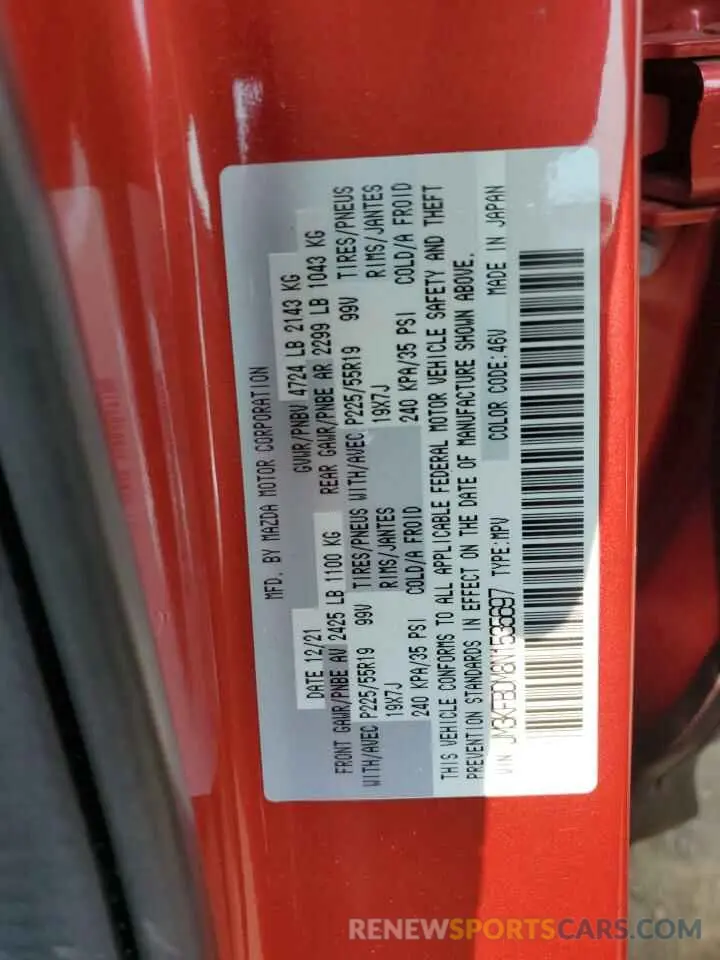 MFD. BY MAZDA MOTOR CORPORATION
DATE 12/21 GVWR/PNBV 4724 LB 2143 KG
FRONT GAWR/PNBE AV 2425 LB 1100 KG REAR GAWR/PNBE AR 2299 LB 1043 KG
WITH/AVEC P225/55R19 99V TIRES/PNEUS WITH/AVEC P225/55R19 99V TIRES/PNEUS
19X7J RIMS/JANTES 19X7J RIMS/JANTES
240 KPA/35 PSI COLD/A FROID 240 KPA/35 PSI COLD/A FROID
THIS VEHICLE CONFORMS TO ALL APPLICABLE FEDERAL MOTOR VEHICLE SAFETY AND THEFT
PREVENTION STANDARDS IN EFFECT ON THE DATE OF MANUFACTURE SHOWN ABOVE.
VIN JM3KFBDM8N1536697 TYPE:MPV COLOR CODE:46V MADE IN JAPAN
RENEWSPORTSCARS.COM